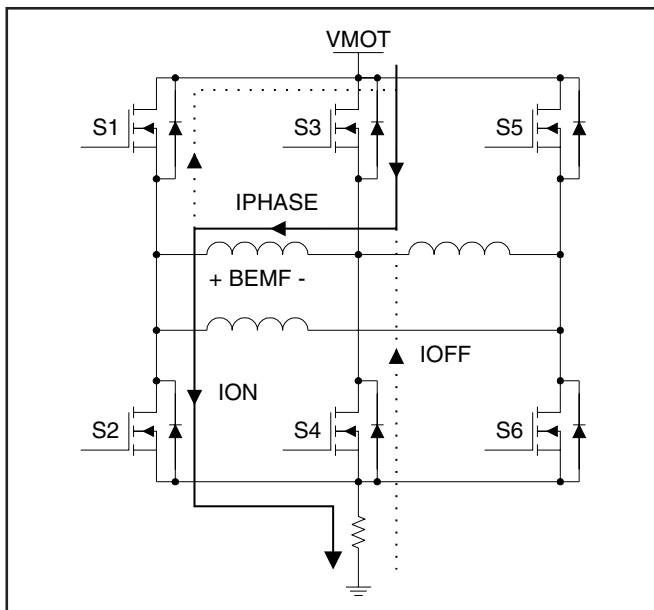 VMOT
S1
S3
S5
IPHASE
+ BEMF -
IOFF
ION
S2
S4
S6